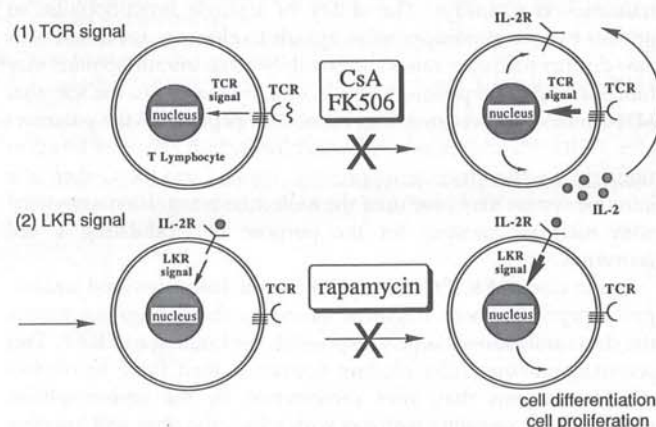 (1) TCR signal
TCR
signal
TCR
nucleus
T Lymphocyte
CsA
FK506
IL-2R
TCR
signal
TCR
nucleus
IL-2
(2) LKR signal
IL-2R
LKR
signal
TCR
nucleus
rapamycin
IL-2R
LKR
signal
TCR
nucleus
cell differentiation
cell proliferation